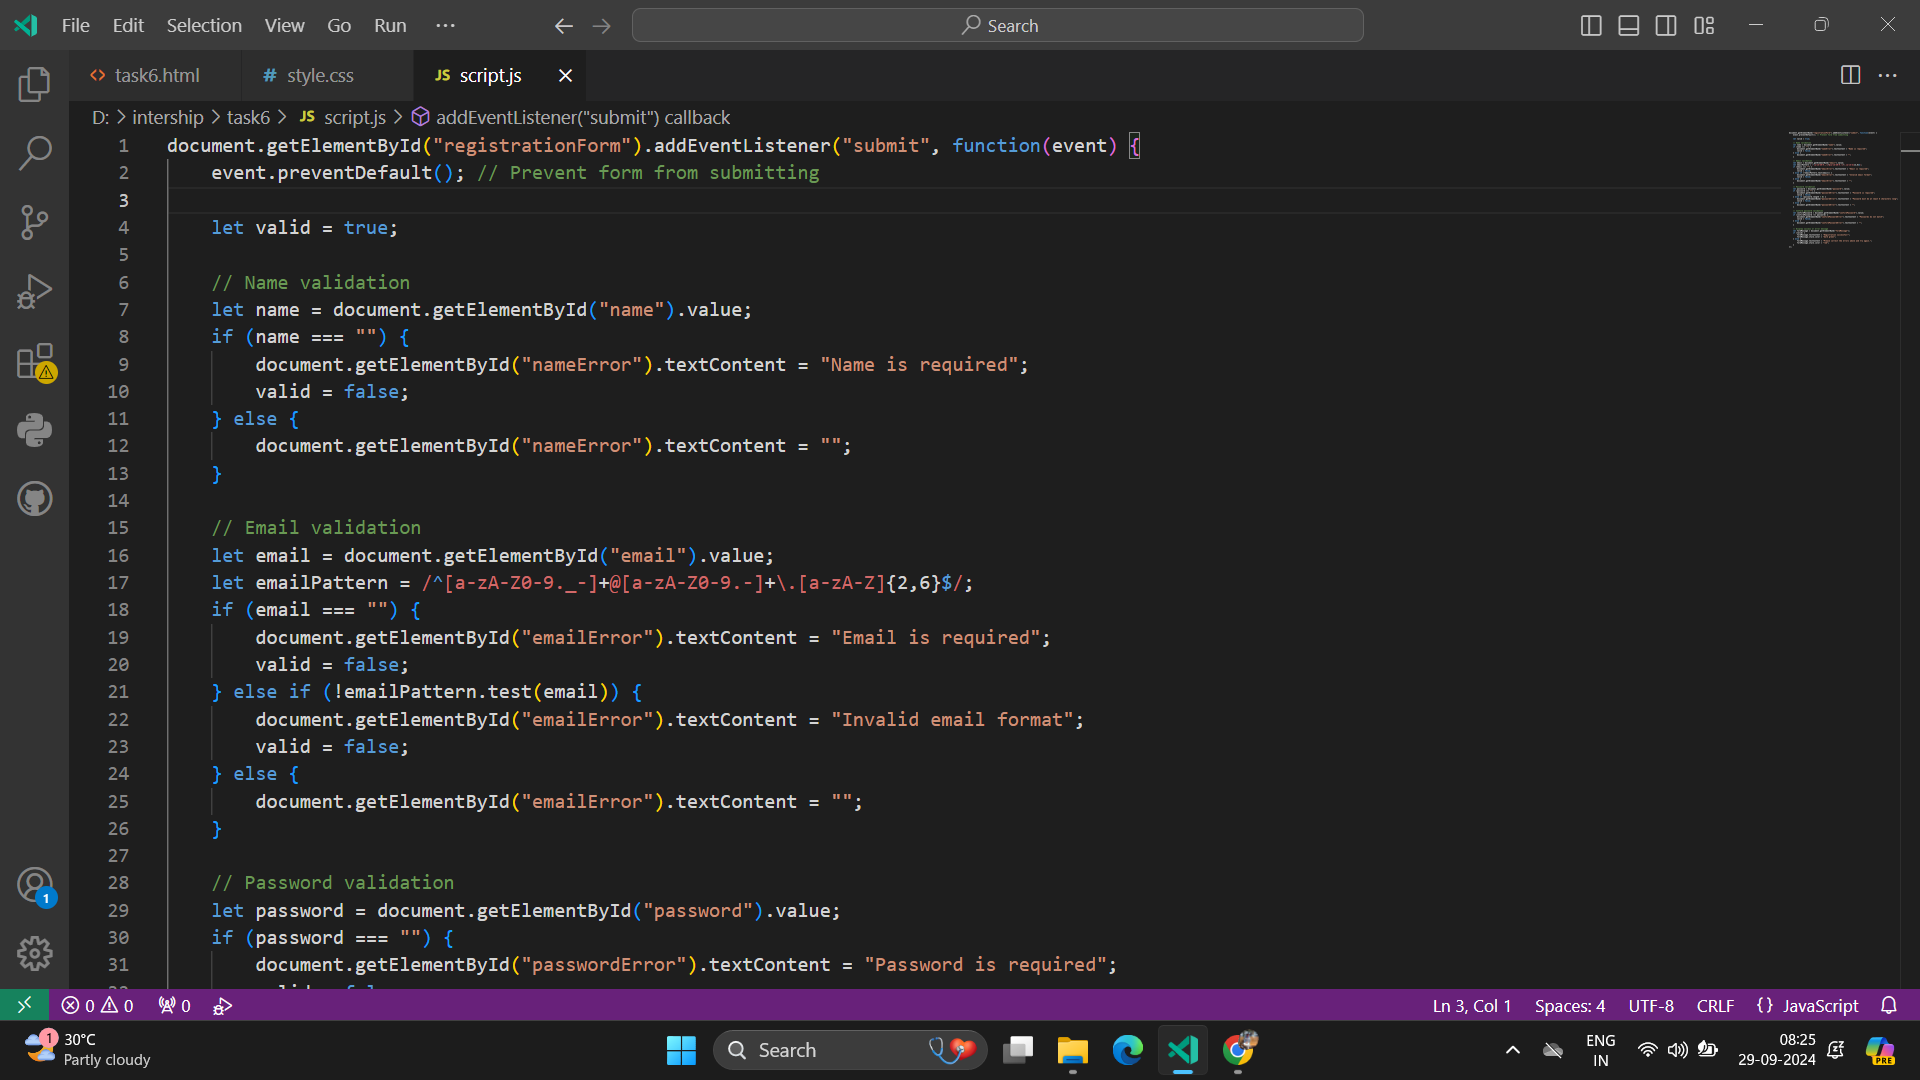 File Edit Selection View Go Run ··· Search
task6.html # style.css JS script.js
D: > intership > task6 > JS script.js > addEventListener("submit") callback
1 document.getElementById("registrationForm").addEventListener("submit", function(event) {
2 event.preventDefault(); // Prevent form from submitting
3
4 let valid = true;
5
6 // Name validation
7 let name = document.getElementById("name").value;
8 if (name === "") {
9 document.getElementById("nameError").textContent = "Name is required";
10 valid = false;
11 } else {
12 document.getElementById("nameError").textContent = "";
13 }
14
15 // Email validation
16 let email = document.getElementById("email").value;
17 let emailPattern = /^[a-zA-Z0-9._-]+@[a-zA-Z0-9.-]+\.[a-zA-Z]{2,6}$/;
18 if (email === "") {
19 document.getElementById("emailError").textContent = "Email is required";
20 valid = false;
21 } else if (!emailPattern.test(email)) {
22 document.getElementById("emailError").textContent = "Invalid email format";
23 valid = false;
24 } else {
25 document.getElementById("emailError").textContent = "";
26 }
27
28 // Password validation
29 let password = document.getElementById("password").value;
30 if (password === "") {
31 document.getElementById("passwordError").textContent = "Password is required";
1
0 0 0 Ln 3, Col 1 Spaces: 4 UTF-8 CRLF {} JavaScript
1 30°C
Partly cloudy
Search
ENG
IN
08:25
29-09-2024
PRE